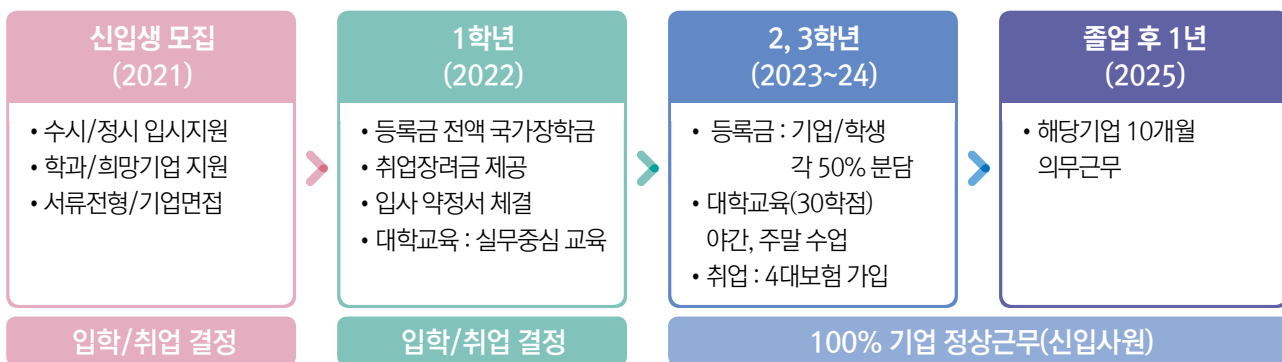 신입생 모집
(2021)
• 수시/정시 입시지원
• 학과/희망기업 지원
• 서류전형/기업면접
입학/취업 결정
1학년
(2022)
• 등록금 전액 국가장학금
• 취업장려금 제공
• 입사 약정서 체결
• 대학교육 : 실무중심 교육
입학/취업 결정
2, 3학년
(2023~24)
• 등록금 : 기업/학생
각 50% 분담
• 대학교육(30학점)
야간, 주말 수업
• 취업 : 4대보험 가입
졸업 후 1년
(2025)
• 해당기업 10개월
의무근무
100% 기업 정상근무(신입사원)